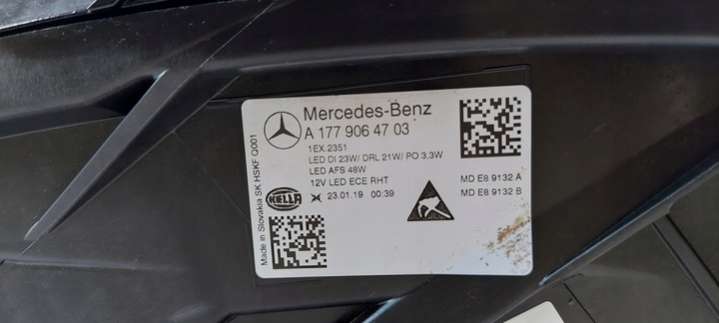 Mercedes-Benz
A 177 906 47 03
1EX.2351
LED DI 23W/ DRL 21W/ PO 3,3W
LED AFS 48W
12V LED ECE RHT
HELLA
23.01.19 00:39
MD E8 9132 A
MD E8 9132 B
Made in Slovakia SK HSKF Q001